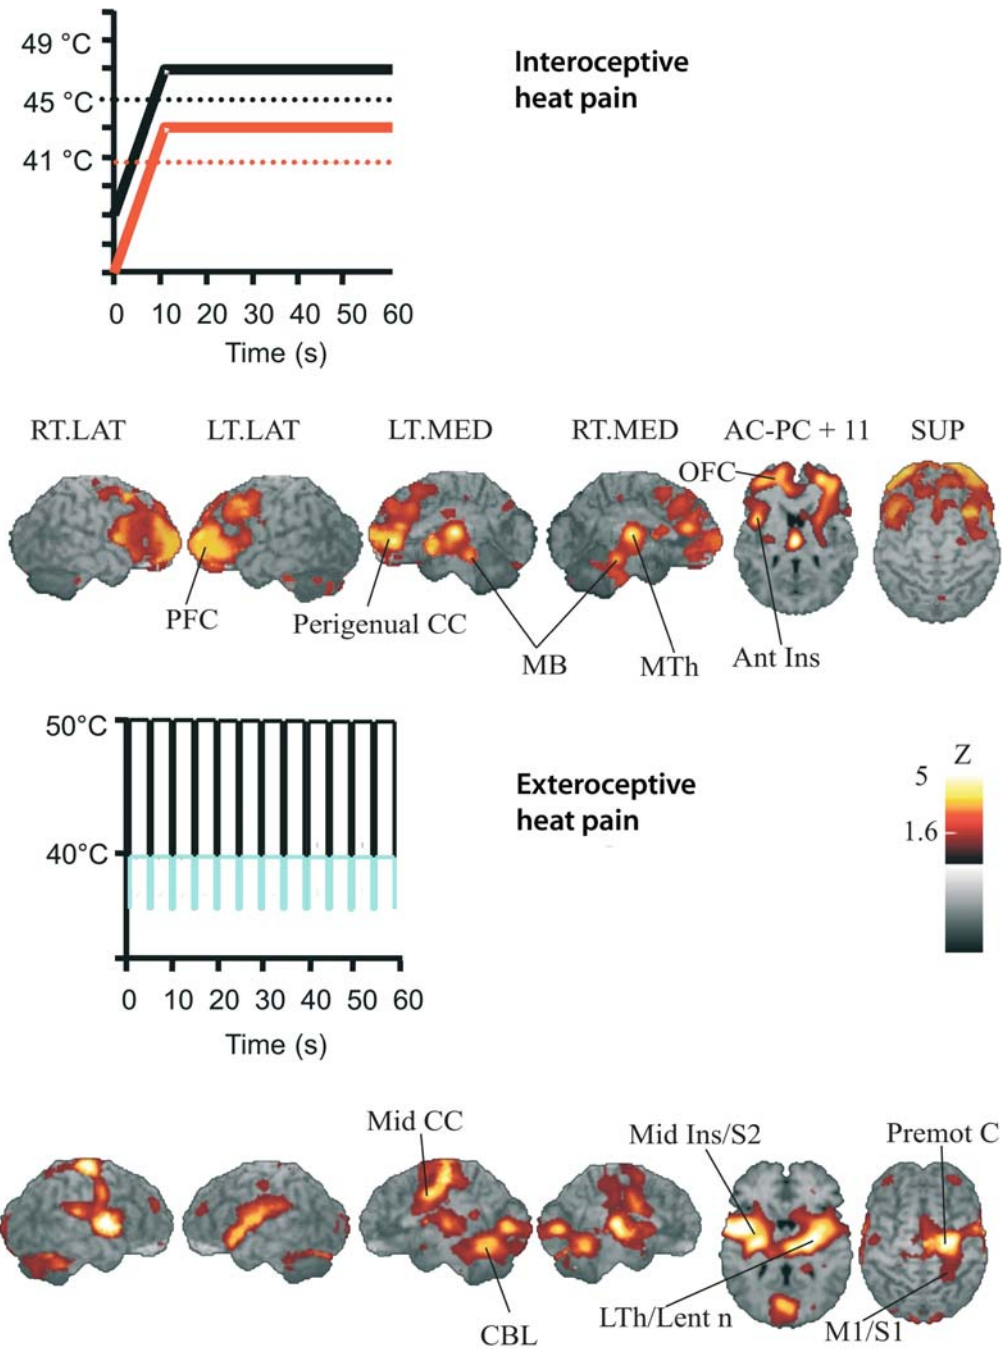 49 °C
45 °C
41 °C
0 10 20 30 40 50 60
Time (s)
Interoceptive
heat pain
RT.LAT LT.LAT LT.MED RT.MED AC-PC + 11 SUP
OFC
PFC
Perigenual CC
MB
MTh
Ant Ins
50°C
40°C
0 10 20 30 40 50 60
Time (s)
Exteroceptive
heat pain
Z
5
1.6
Mid CC
Mid Ins/S2
Premot C
CBL
LTh/Lent n
M1/S1